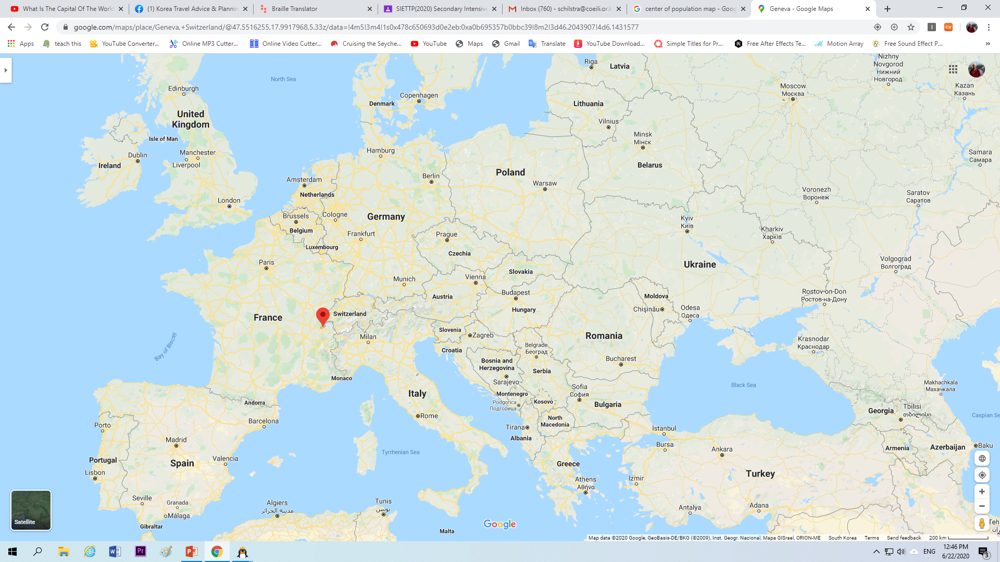 What Is The Capital Of The World
(1) Korea Travel Advice & Plannin
Braille Translator
SIETTP(2020) Secondary Intensive
Inbox (760) - schilstra@coeili.or.k
center of population map - Goog
Geneva - Google Maps
google.com/maps/place/Geneva,+Switzerland/@47.5516255,17.9917968,5.33z/data=!4m5!3m4!1s0x478c650693d0e2eb:0xa0b695357b0bbc39!8m2!3d46.2043907!4d6.1431577
Apps
teach this
YouTube Converter...
Online MP3 Cutter...
Online Video Cutter...
Cruising the Seyche...
YouTube
Maps
Gmail
Translate
YouTube Download...
Simple Titles for Pr...
Free After Effects Te...
Motion Array
Free Sound Effect P...
»
Nizhny
Novgorod
Нижний
Новгород
Riga
Latvia
North Sea
Edinburgh
Moscow
Москва
Kazan
Казань
Copenhagen
Denmark
Lithuania
United
Kingdom
Vilnius
Isle of Man
Minsk
Мінск
Hamburg
Manchester
Dublin
Samara
Самара
Ireland
Liverpool
Belarus
Poland
Berlin
Amsterdam
Warsaw
Netherlands
Voronezh
Воронеж
Saratov
Саратов
London
Brussels
Cologne
Germany
Kyiv
Київ
Belgium
Frankfurt
Prague
Kharkiv
Харків
Luxembourg
Czechia
Paris
Volgograd
Волгоград
Ukraine
Slovakia
Munich
Vienna
Budapest
Austria
Moldova
Rostov-on-Don
Ростов-на-Дону
Hungary
Chișinău
Odesa
Одеса
France
Switzerland
Slovenia
Zagreb
Milan
Romania
Bay of Biscay
Belgrade
Београд
Krasnodar
Краснодар
Croatia
Bosnia and
Herzegovina
Bucharest
Serbia
Monaco
Sarajevo
Black Sea
Makhachkala
Махачкала
Sofia
София
Italy
Montenegro
Andorra
Podgorica
Подгорица
Kosovo
Bulgaria
Tbilisi
თბილისი
Georgia
Caspian Se
Rome
Barcelona
North
Macedonia
Porto
Tirana
İstanbul
Albania
Madrid
Bursa
Ankara
Armenia
Azerbaijan
Baku
Tyrrhenian Sea
Valencia
Portugal
Spain
Greece
Lisbon
Turkey
Athens
Αθήνα
İzmir
Seville
Granada
Algiers
مدينة الجزائر
Tunis
تونس
Antalya
Adana
Málaga
Satellite
Gibraltar
Malta
Google
Teh
Map data ©2020 Google, GeoBasis-DE/BKG (©2009), Inst. Geogr. Nacional, Mapa GISrael, ORION-ME
South Korea
Terms
Send feedback
200 km
ENG
12:46 PM
6/22/2020
3